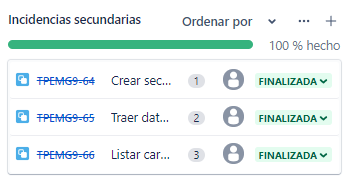 Incidencias secundarias Ordenar por
100 % hecho
TPEMG9-64 Crear sec... 1 FINALIZADA
TPEMG9-65 Traer dat... 2 FINALIZADA
TPEMG9-66 Listar car... 3 FINALIZADA